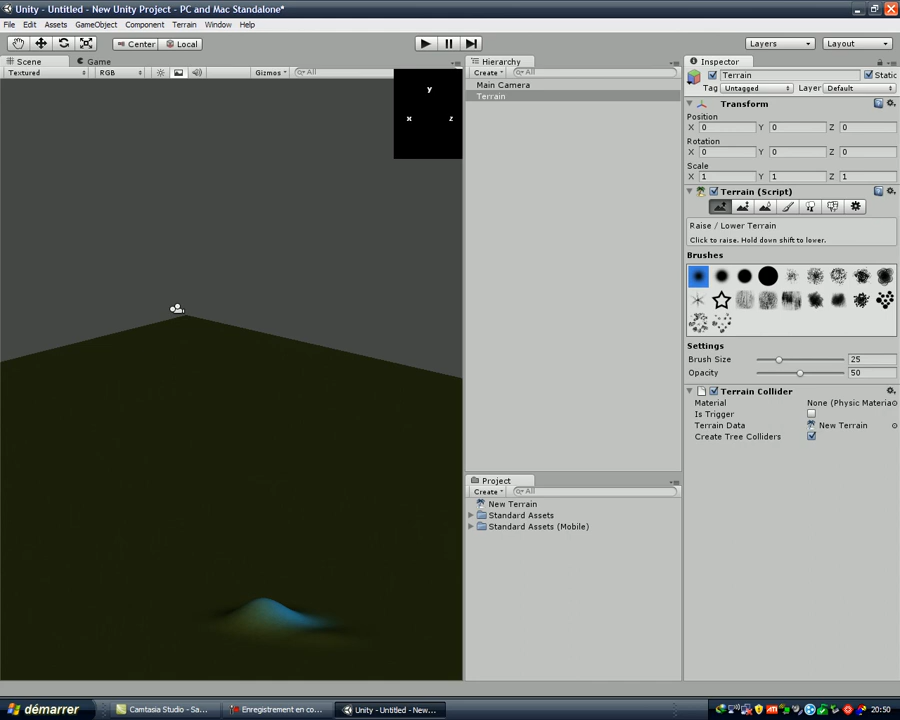 Unity - Untitled - New Unity Project - PC and Mac Standalone*
File Edit Assets GameObject Component Terrain Window Help
Center Local Layers Layout
Scene Game
Textured RGB Gizmos All
y
x z
Hierarchy
Create All
Main Camera
Terrain
Project
Create All
New Terrain
Standard Assets
Standard Assets (Mobile)
Inspector
Terrain Static
Tag Untagged Layer Default
Transform
Position
X 0 Y 0 Z 0
Rotation
X 0 Y 0 Z 0
Scale
X 1 Y 1 Z 1
Terrain (Script)
Raise / Lower Terrain
Click to raise. Hold down shift to lower.
Brushes
Settings
Brush Size 25
Opacity 50
Terrain Collider
Material None (Physic Materia
Is Trigger
Terrain Data New Terrain
Create Tree Colliders
démarrer Camtasia Studio - Sa... Enregistrement en co... Unity - Untitled - New... 20:50